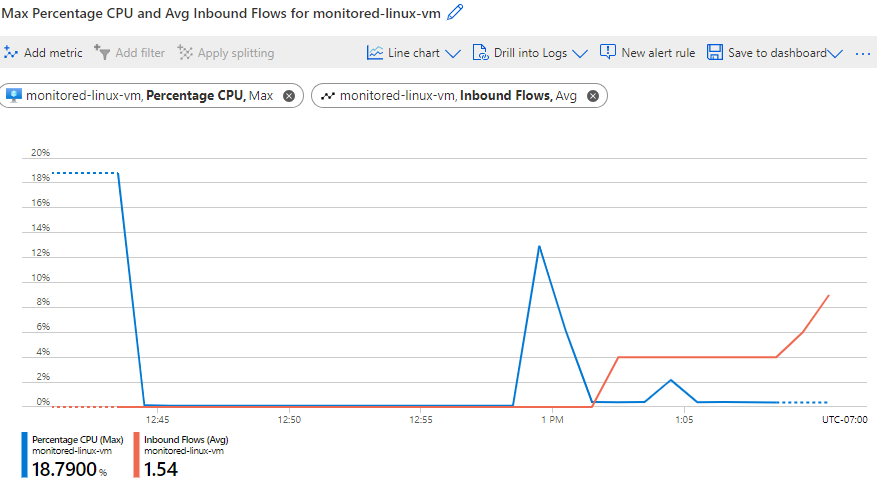 Max Percentage CPU and Avg Inbound Flows for monitored-linux-vm
Add metric Add filter Apply splitting Line chart Drill into Logs New alert rule Save to dashboard ...
monitored-linux-vm, Percentage CPU, Max monitored-linux-vm, Inbound Flows, Avg
20%
18%
16%
14%
12%
10%
8%
6%
4%
2%
0%
12:45 12:50 12:55 1 PM 1:05 UTC-07:00
Percentage CPU (Max) Inbound Flows (Avg)
monitored-linux-vm monitored-linux-vm
18.7900 % 1.54